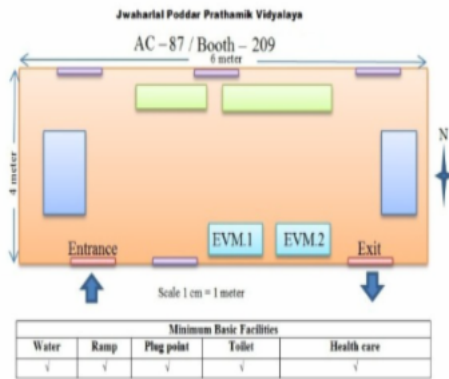 Jwaharlal Poddar Prathamik Vidyalaya
AC – 87 / Booth – 209
6 meter
4 meter
N
EVM.1 EVM.2
Entrance Exit
Scale 1 cm = 1 meter
Minimum Basic Facilities
Water Ramp Plug point Toilet Health care
√ √ √ √ √